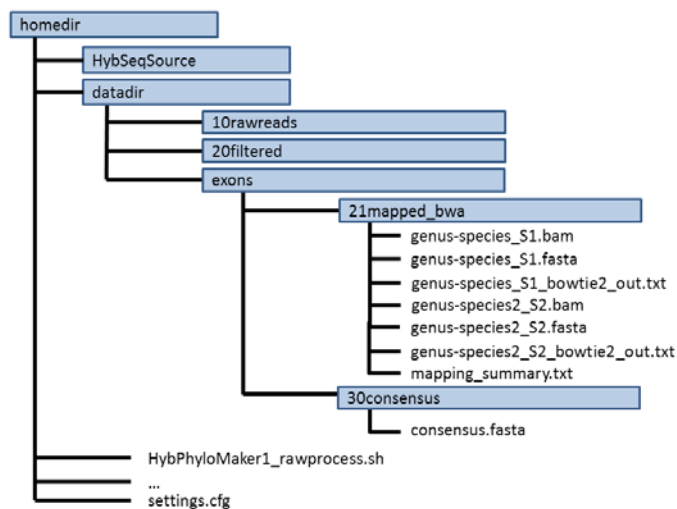 homedir
HybSeqSource
datadir
10rawreads
20filtered
exons
21mapped_bwa
genus-species_S1.bam
genus-species_S1.fasta
genus-species_S1_bowtie2_out.txt
genus-species2_S2.bam
genus-species2_S2.fasta
genus-species2_S2_bowtie2_out.txt
mapping_summary.txt
30consensus
consensus.fasta
HybPhyloMaker1_rawprocess.sh
...
settings.cfg